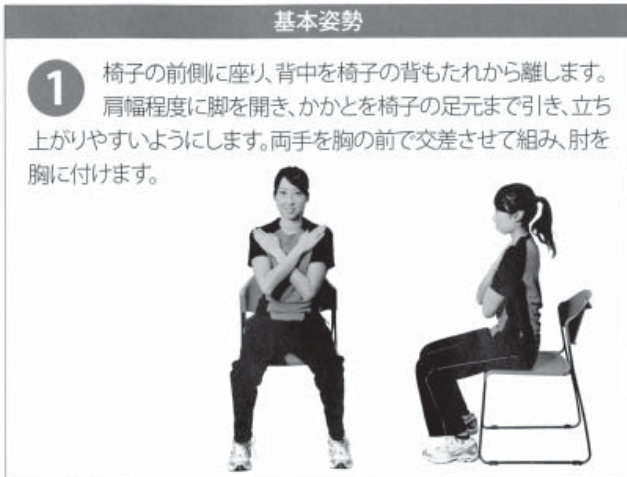 基本姿勢
1 椅子の前側に座り、背中を椅子の背もたれから離します。
肩幅程度に脚を開き、かかとを椅子の足元まで引き、立ち
上がりやすいようにします。両手を胸の前で交差させて組み、肘を
胸に付けます。